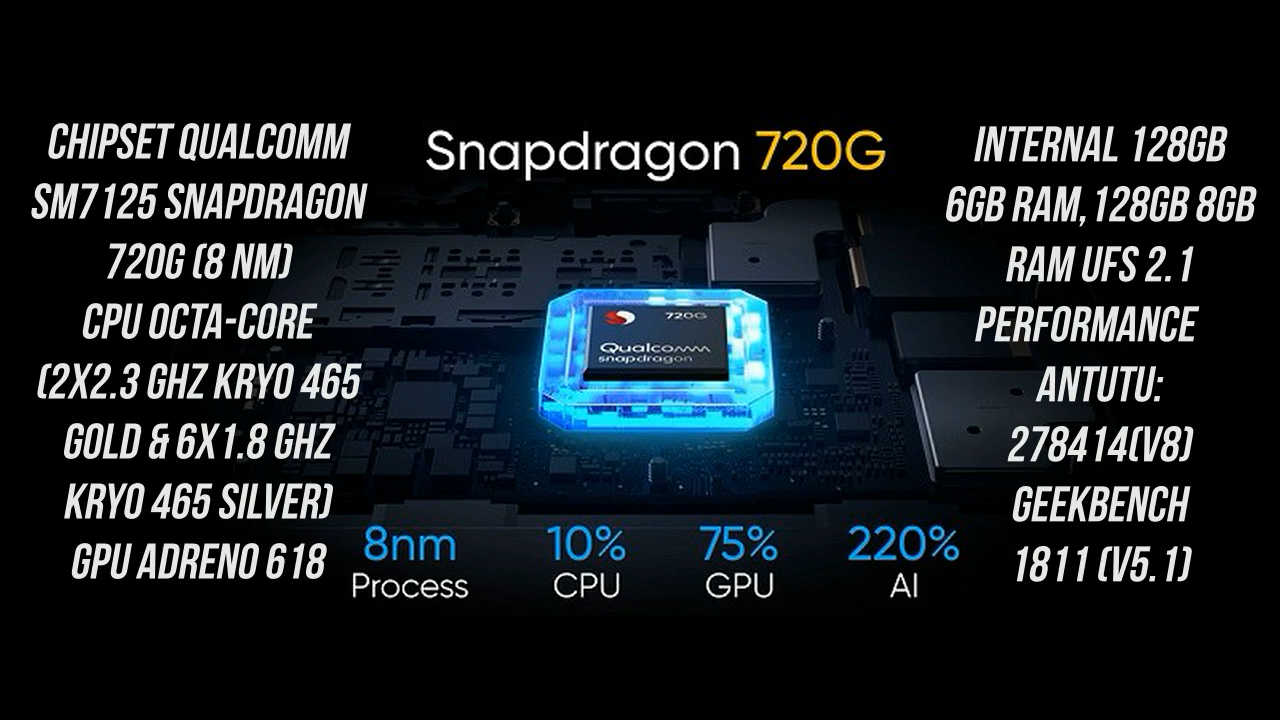 CHIPSET QUALCOMM
SM7125 SNAPDRAGON
720G (8 NM)
CPU OCTA-CORE
(2X2.3 GHZ KRYO 465
GOLD & 6X1.8 GHZ
KRYO 465 SILVER)
GPU ADRENO 618
Snapdragon 720G
720G
Qualcomm
snapdragon
8nm
Process
10%
CPU
75%
GPU
220%
AI
INTERNAL 128GB
6GB RAM, 128GB 8GB
RAM UFS 2.1
PERFORMANCE
ANTUTU:
278414(V8)
GEEKBENCH
1811 (V5.1)